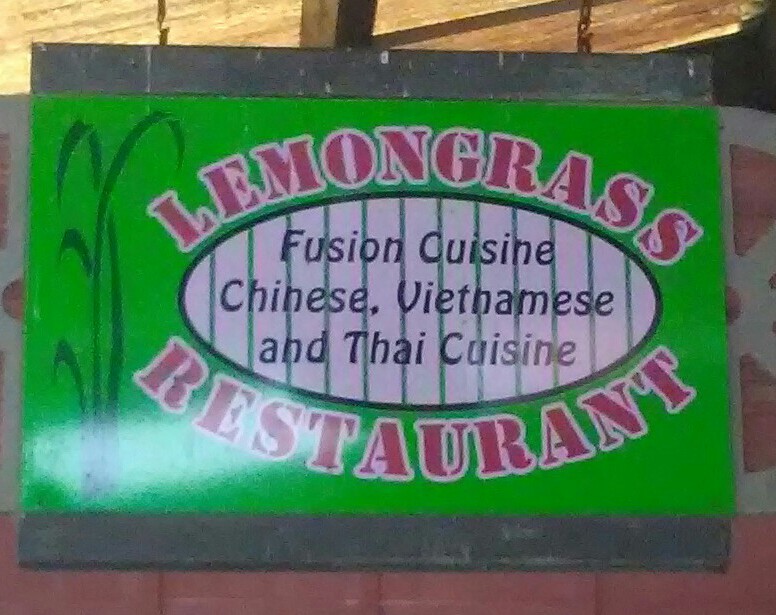 LEMONGRASS
Fusion Cuisine
Chinese, Vietnamese
and Thai Cuisine
RESTAURANT